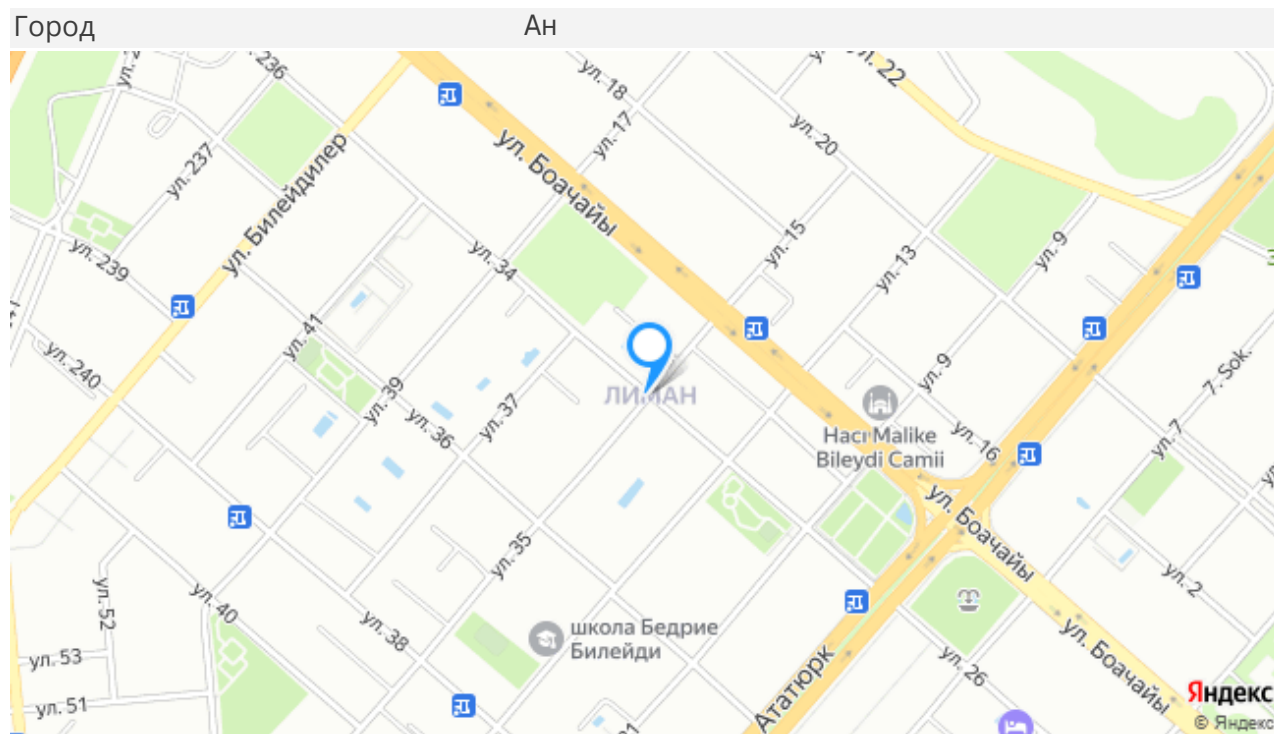 Город
Ан
ул. 236
ул. 22
ул. 18
ул. 17
ул. 20
ул. 237
ул. Билейдилер
ул. Боачайы
ул. 239
ул. 34
ул. 15
ул. 13
ул. 9
ул. 41
ул. 240
ул. 39
ул. 36
ул. 37
ЛИМАН
ул. 9
Hacı Malike
Bileydi Camii
ул. 16
ул. 7
7. Sok.
ул. Боачайы
ул. 35
ул. 2
ул. 52
ул. 40
ул. 38
школа Бедрие
Билейди
ул. 53
ул. 51
Ататюрк
ул. 26
ул. Боачайы
Яндекс
© Яндекс